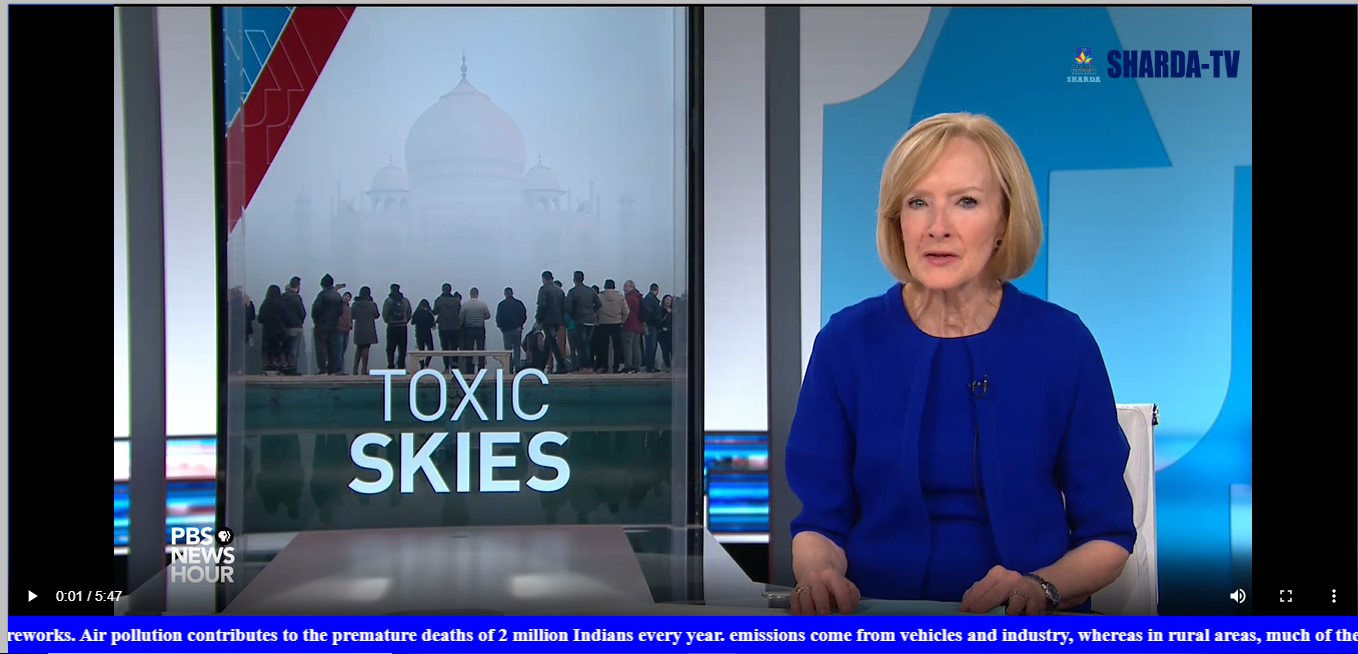 SHARDA
SHARDA-TV
TOXIC
SKIES
PBS
NEWS
HOUR
0:01 / 5:47
reworks. Air pollution contributes to the premature deaths of 2 million Indians every year. emissions come from vehicles and industry, whereas in rural areas, much of the